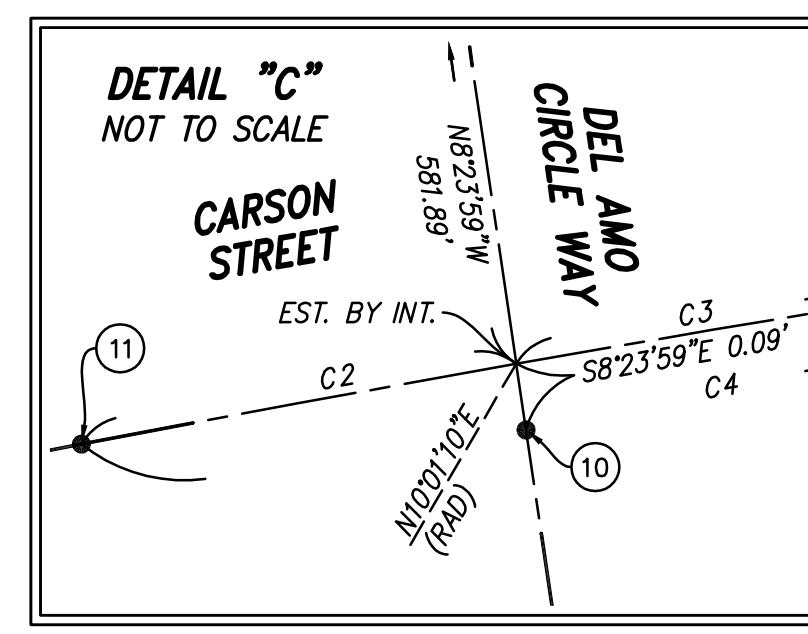 DETAIL "C"
NOT TO SCALE
CARSON
STREET
N8°23'59"W
581.89'
DEL AMO
CIRCLE WAY
EST. BY INT.
C3
S8°23'59"E 0.09'
C4
11
C2
10
N10°01'10"E
(RAD)